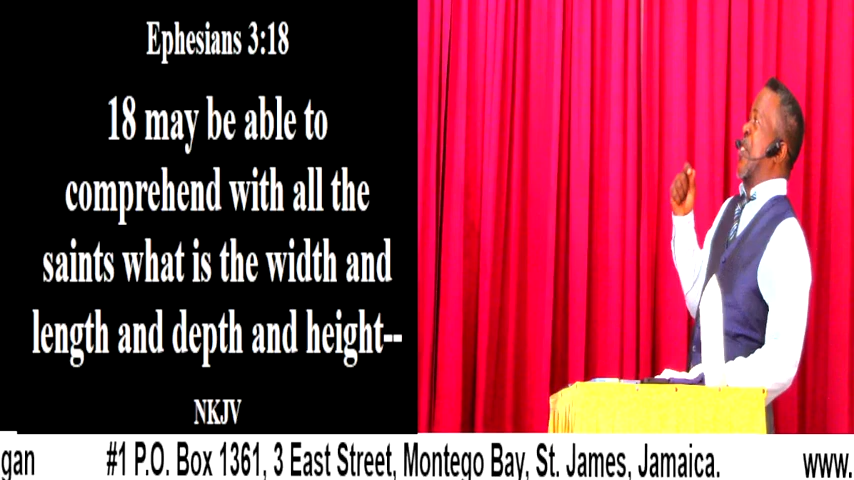 Ephesians 3:18
18 may be able to
comprehend with all the
saints what is the width and
length and depth and height--
NKJV
gan #1 P.O. Box 1361, 3 East Street, Montego Bay, St. James, Jamaica. www.